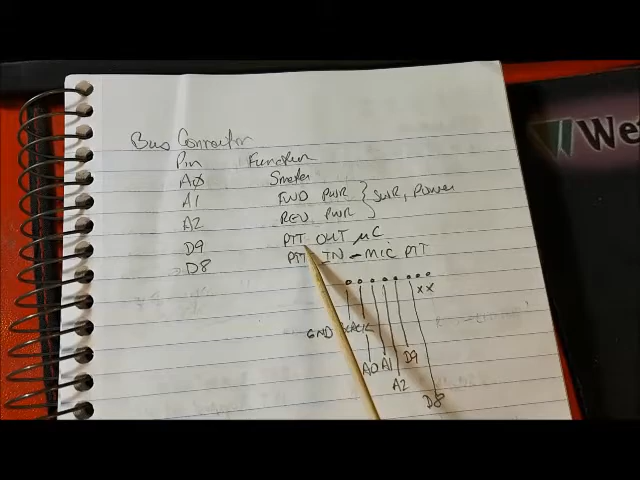 Bus Connector
Pin Function
A0 Smeter
A1 FWD PWR
A2 REV PWR } SWR, Power
D9 PTT OUT μC
D8 PTT IN - MIC PTT
XX
GND
A0 A1 D9
A2
D8
We